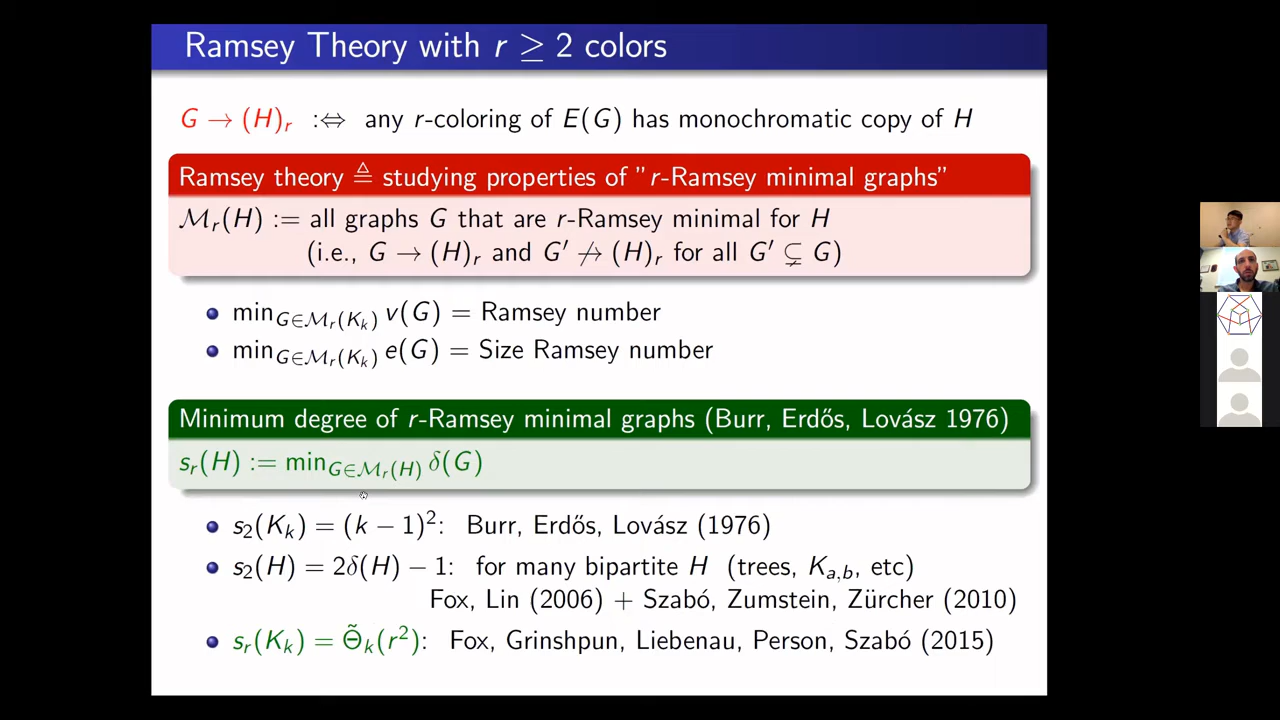 Ramsey Theory with r ≥ 2 colors
G → (H)_r :⇔ any r-coloring of E(G) has monochromatic copy of H
Ramsey theory ≙ studying properties of "r-Ramsey minimal graphs"
ℳ_r(H) := all graphs G that are r-Ramsey minimal for H
(i.e., G → (H)_r and G′ ↛ (H)_r for all G′ ⊊ G)
min_{G∈ℳ_r(K_k)} v(G) = Ramsey number
min_{G∈ℳ_r(K_k)} e(G) = Size Ramsey number
Minimum degree of r-Ramsey minimal graphs (Burr, Erdős, Lovász 1976)
s_r(H) := min_{G∈ℳ_r(H)} δ(G)
s_2(K_k) = (k − 1)^2: Burr, Erdős, Lovász (1976)
s_2(H) = 2δ(H) − 1: for many bipartite H (trees, K_{a,b}, etc)
Fox, Lin (2006) + Szabó, Zumstein, Zürcher (2010)
s_r(K_k) = Θ̃_k(r^2): Fox, Grinshpun, Liebenau, Person, Szabó (2015)